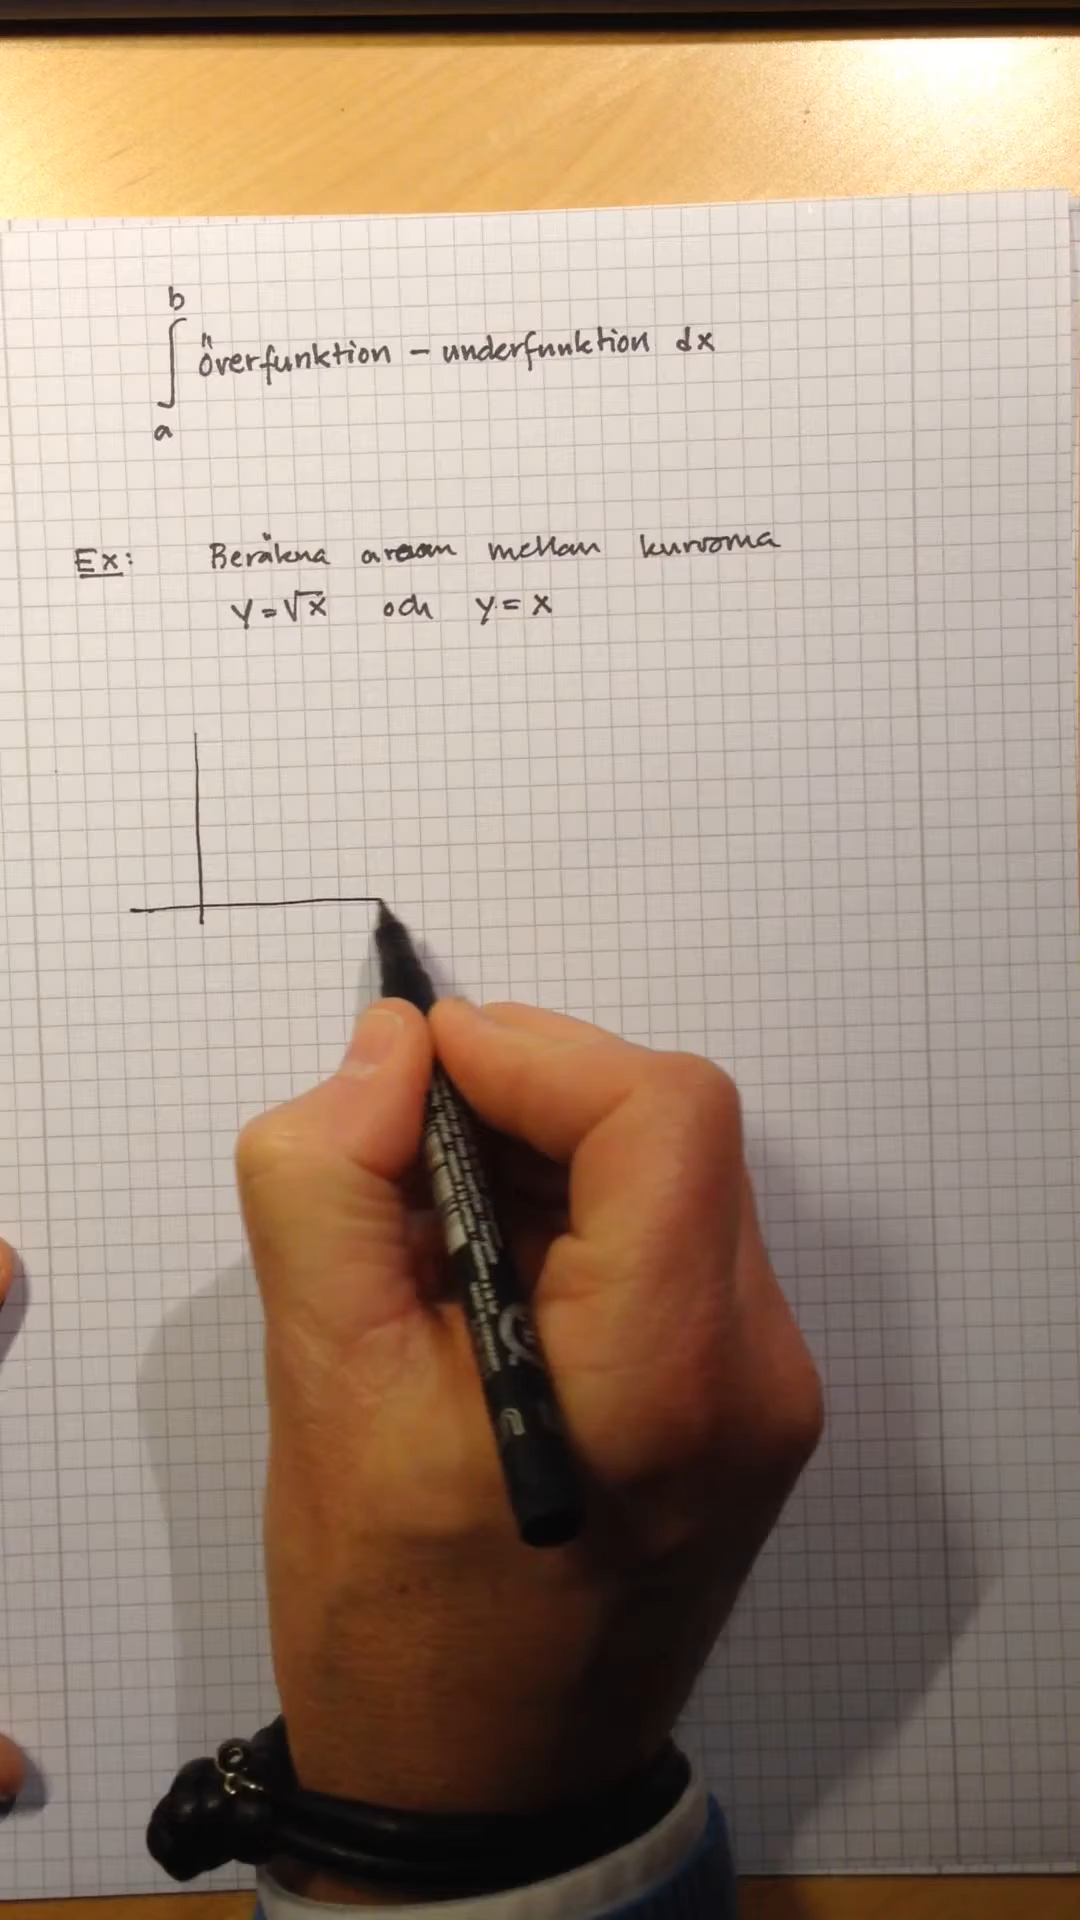 b
∫ överfunktion - underfunktion dx
a
Ex: Beräkna arean mellan kurvorna
y = √x och y = x